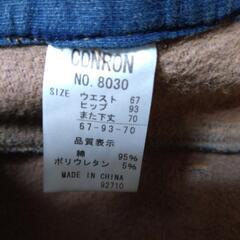 CONRON
NO. 8030
SIZE ウエスト 67
ヒップ 93
また下丈 70
67-93-70
品質表示
綿 95%
ポリウレタン 5%
MADE IN CHINA
92710